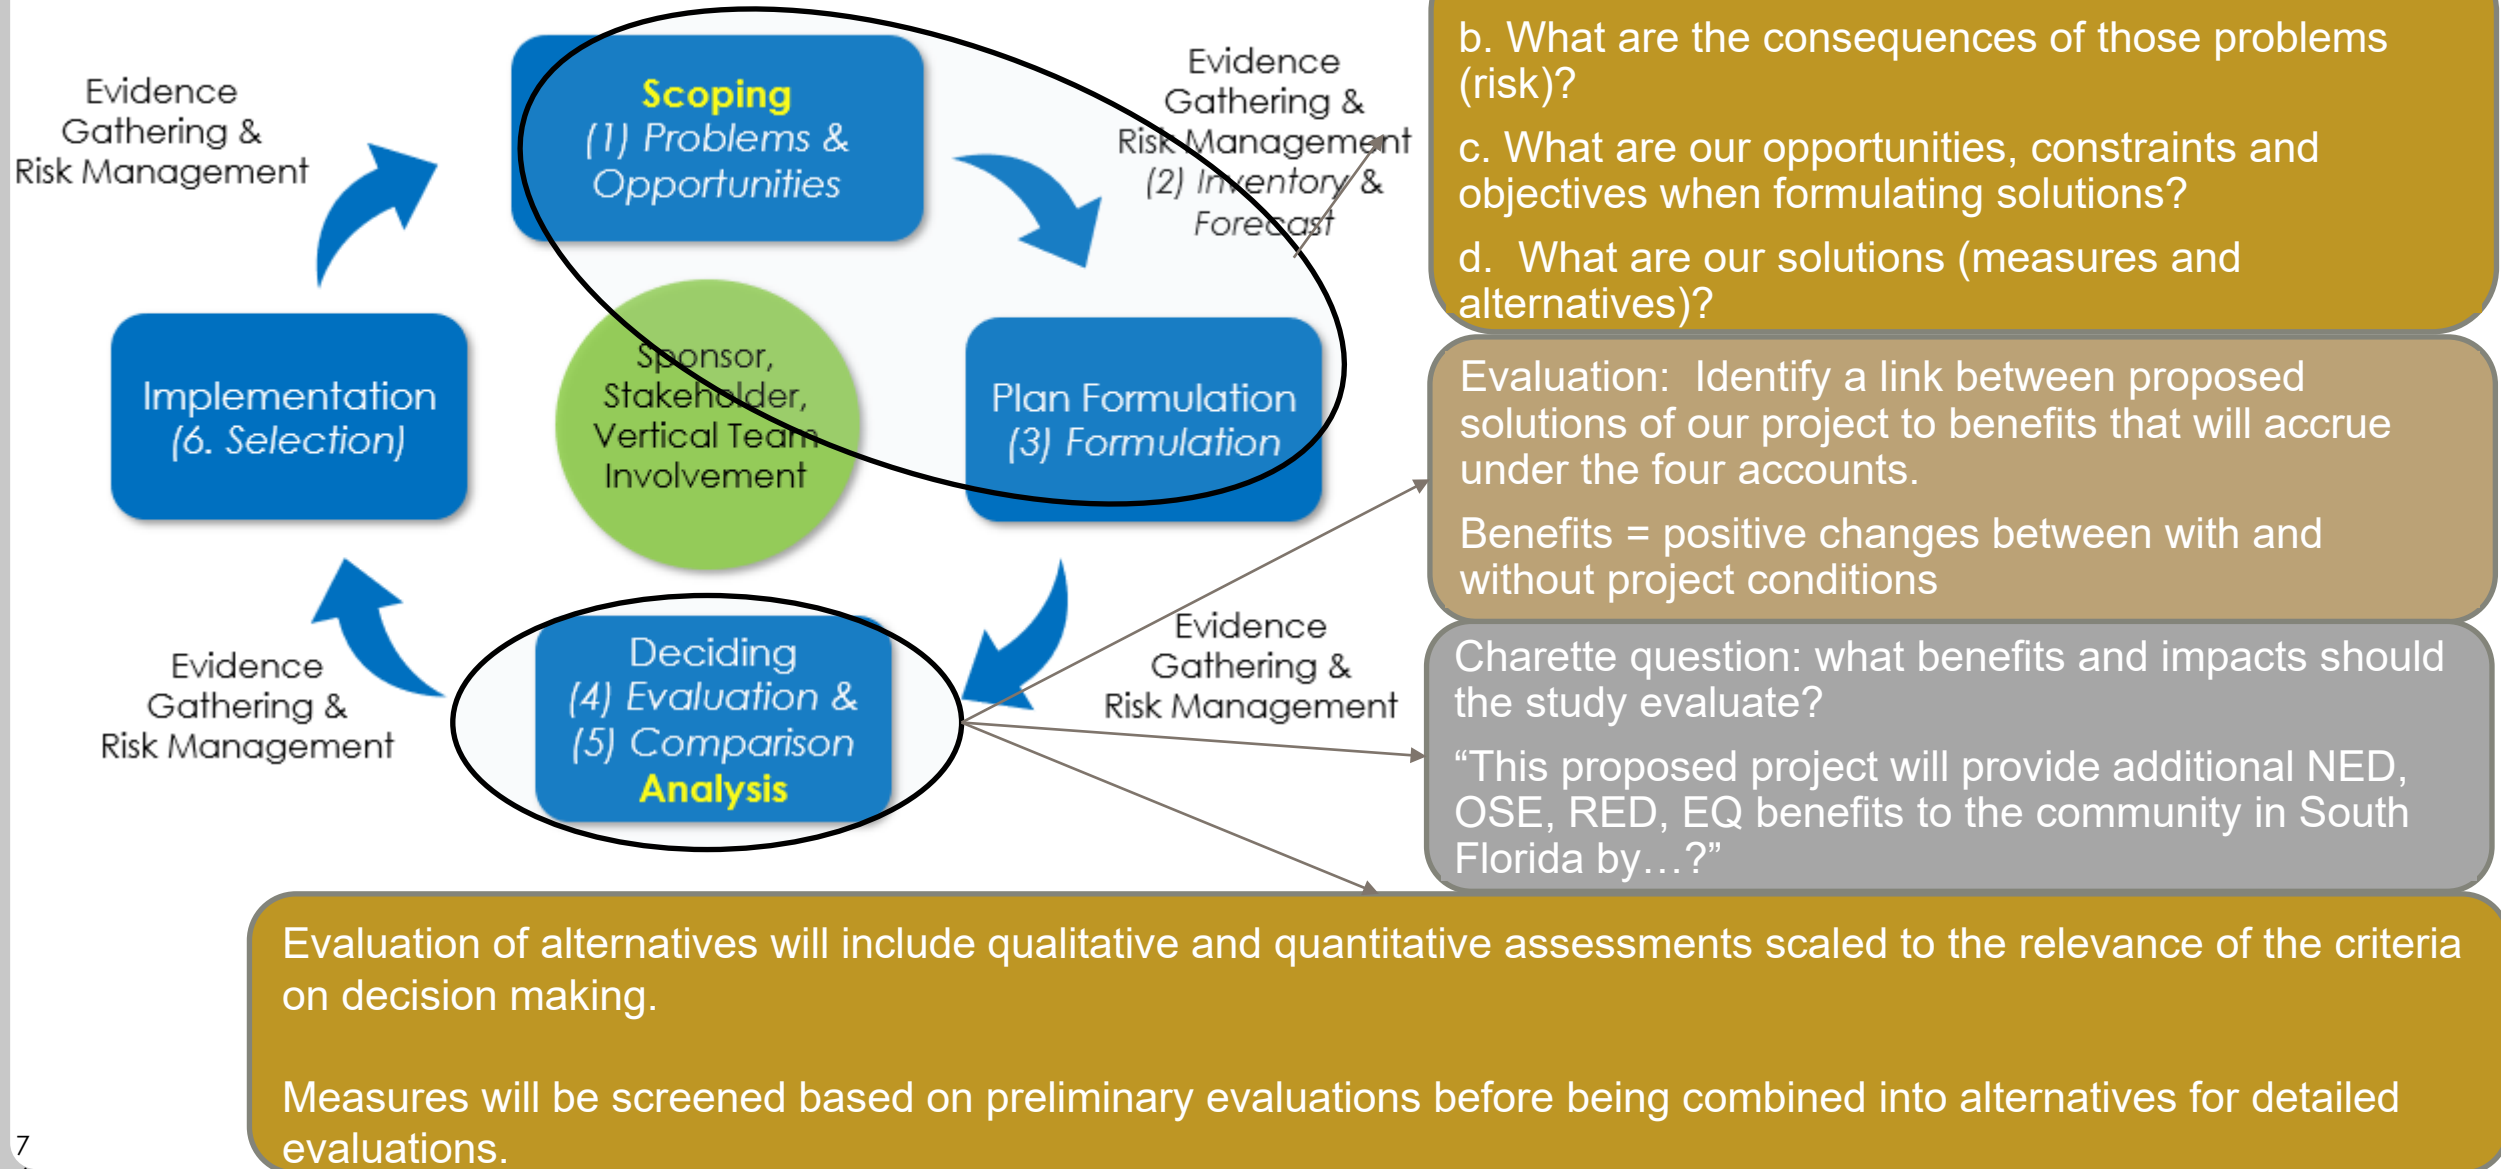 Evidence
Gathering &
Risk Management
Scoping
(1) Problems &
Opportunities
Evidence
Gathering &
Risk Management
(2) Inventory &
Forecast
Implementation
(6. Selection)
Sponsor,
Stakeholder,
Vertical Team
Involvement
Plan Formulation
(3) Formulation
Evidence
Gathering &
Risk Management
Deciding
(4) Evaluation &
(5) Comparison
Analysis
Evidence
Gathering &
Risk Management
b. What are the consequences of those problems
(risk)?
c. What are our opportunities, constraints and
objectives when formulating solutions?
d. What are our solutions (measures and
alternatives)?
Evaluation: Identify a link between proposed
solutions of our project to benefits that will accrue
under the four accounts.
Benefits = positive changes between with and
without project conditions
Charette question: what benefits and impacts should
the study evaluate?
“This proposed project will provide additional NED,
OSE, RED, EQ benefits to the community in South
Florida by…?”
Evaluation of alternatives will include qualitative and quantitative assessments scaled to the relevance of the criteria
on decision making.
Measures will be screened based on preliminary evaluations before being combined into alternatives for detailed
evaluations.
7